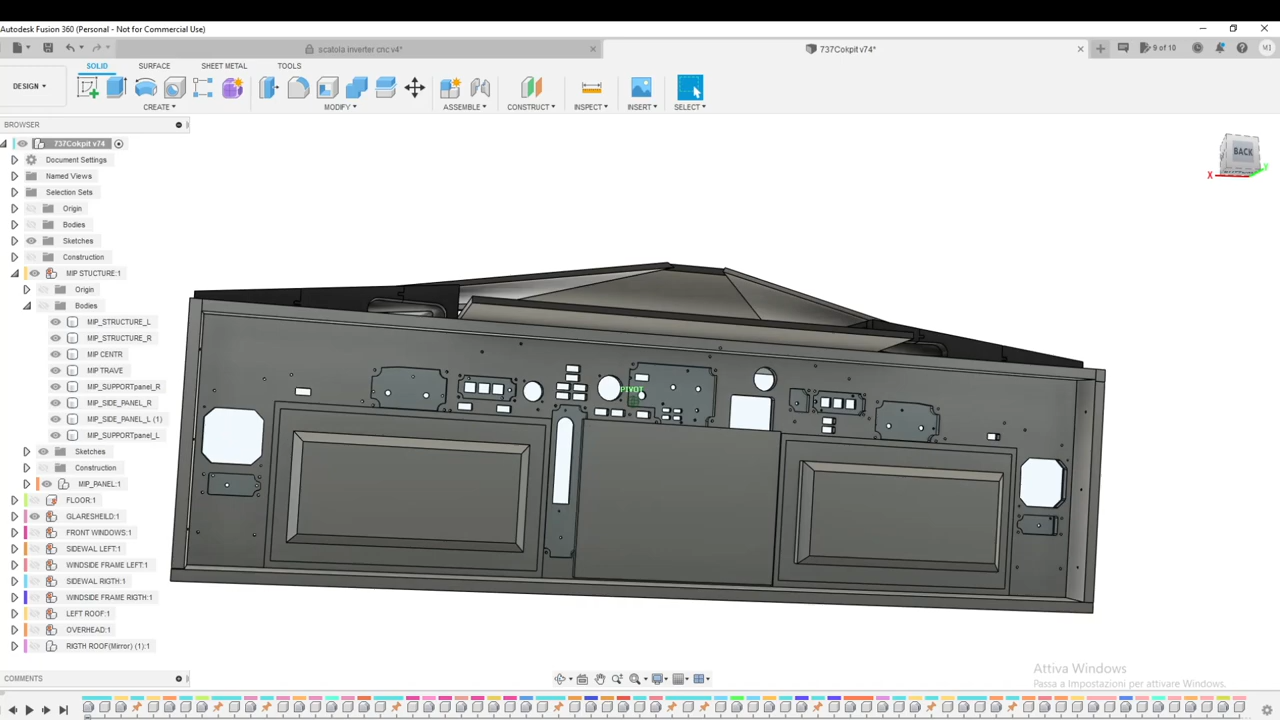 Autodesk Fusion 360 (Personal - Not for Commercial Use)
scatola inverter cnc v4*
737Cokpit v74*
9 of 10
MI
SOLID
SURFACE
SHEET METAL
TOOLS
DESIGN
CREATE
MODIFY
ASSEMBLE
CONSTRUCT
INSPECT
INSERT
SELECT
BROWSER
737Cokpit v74
Document Settings
Named Views
Selection Sets
Origin
Bodies
Sketches
Construction
MIP STUCTURE:1
Origin
Bodies
MIP_STRUCTURE_L
MIP_STRUCTURE_R
MIP CENTR
MIP TRAVE
MIP_SUPPORTpanel_R
MIP_SIDE_PANEL_R
MIP_SIDE_PANEL_L (1)
MIP_SUPPORTpanel_L
Sketches
Construction
MIP_PANEL:1
FLOOR:1
GLARESHEILD:1
FRONT WINDOWS:1
SIDEWAL LEFT:1
WINDSIDE FRAME LEFT:1
SIDEWAL RIGTH:1
WINDSIDE FRAME RIGTH:1
LEFT ROOF:1
OVERHEAD:1
RIGTH ROOF(Mirror) (1):1
BACK
X
Y
PIVOT
COMMENTS
Attiva Windows
Passa a Impostazioni per attivare Windows.